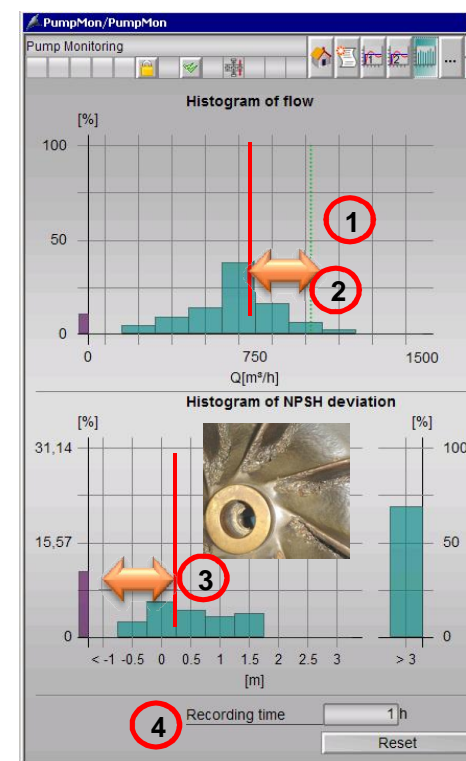 PumpMon/PumpMon
Pump Monitoring
1 2 ...
Histogram of flow
[%]
100
50
0
1
2
0 750 1500
Q[m³/h]
Histogram of NPSH deviation
[%] [%]
31,14 100
15,57 50
3
0 0
< -1 -0.5 0 0.5 1 1.5 2 2.5 3 > 3
[m]
4
Recording time 1 h
Reset